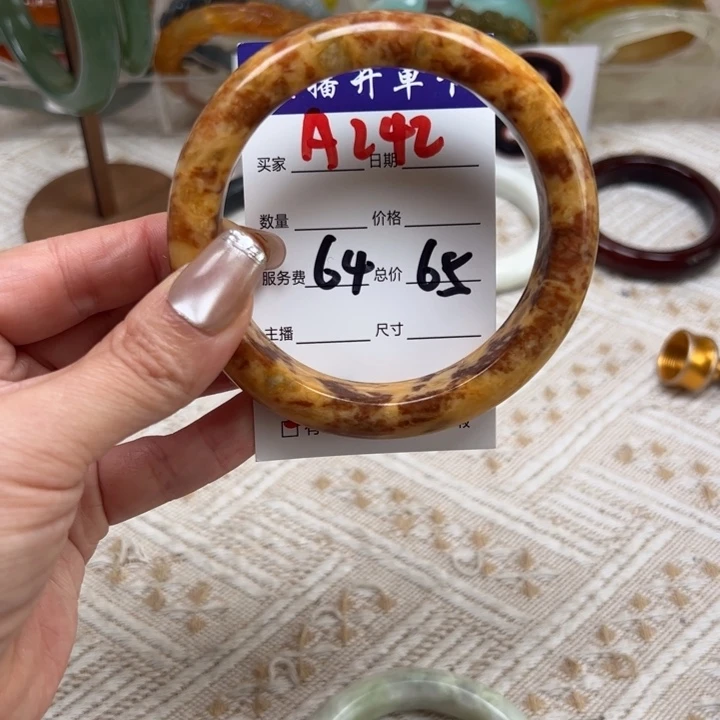 播开单卡
A242
买家 日期
数量 价格
服务费 64 总价 65
主播 尺寸